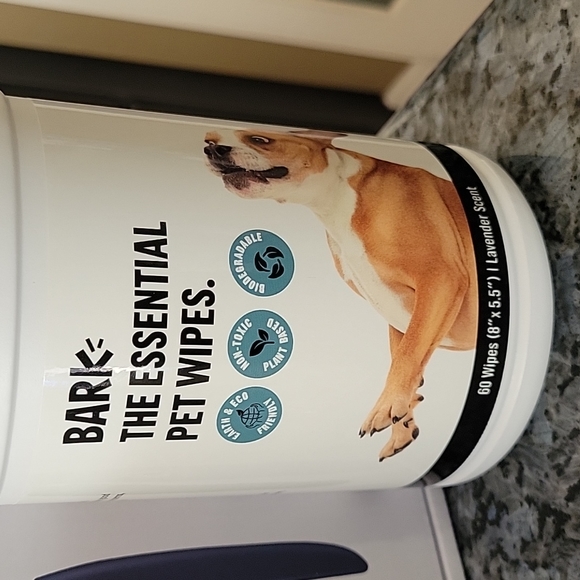 BARK
THE ESSENTIAL
PET WIPES.
EARTH & ECO
FRIENDLY
NON-TOXIC
PLANT BASED
BIODEGRADABLE
60 Wipes (8" x 5.5") | Lavender Scent